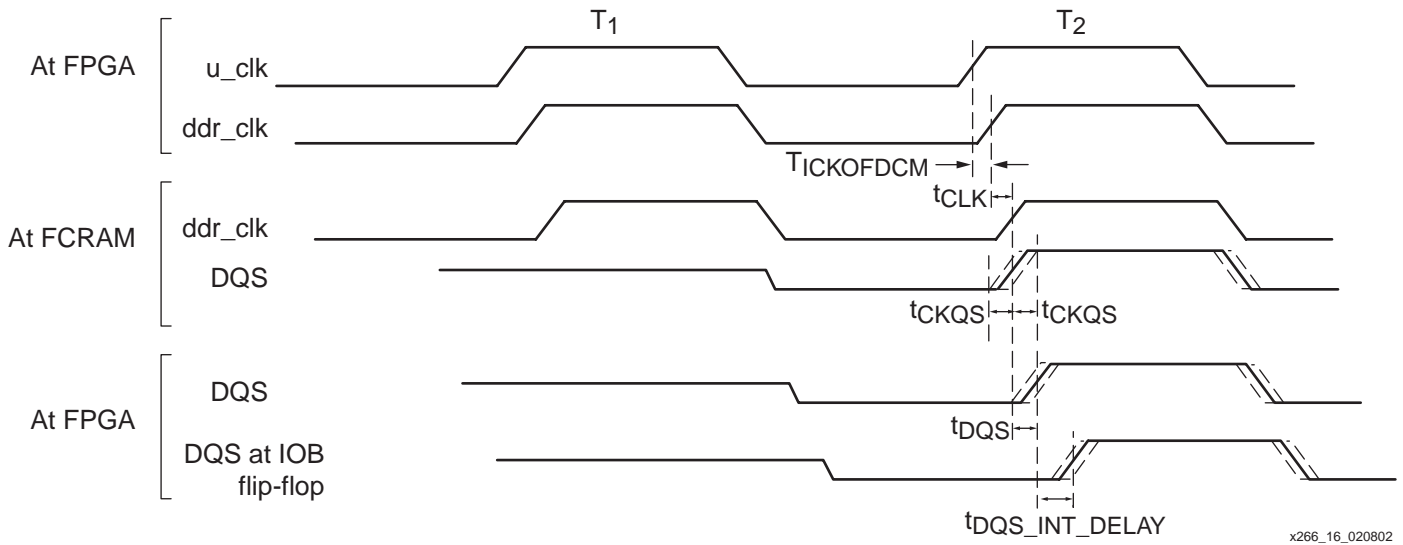 T1 T2
At FPGA
u_clk
ddr_clk
TICKOFDCM
tCLK
At FCRAM
ddr_clk
DQS
tCKQS tCKQS
At FPGA
DQS
tDQS
DQS at IOB
flip-flop
tDQS_INT_DELAY
x266_16_020802